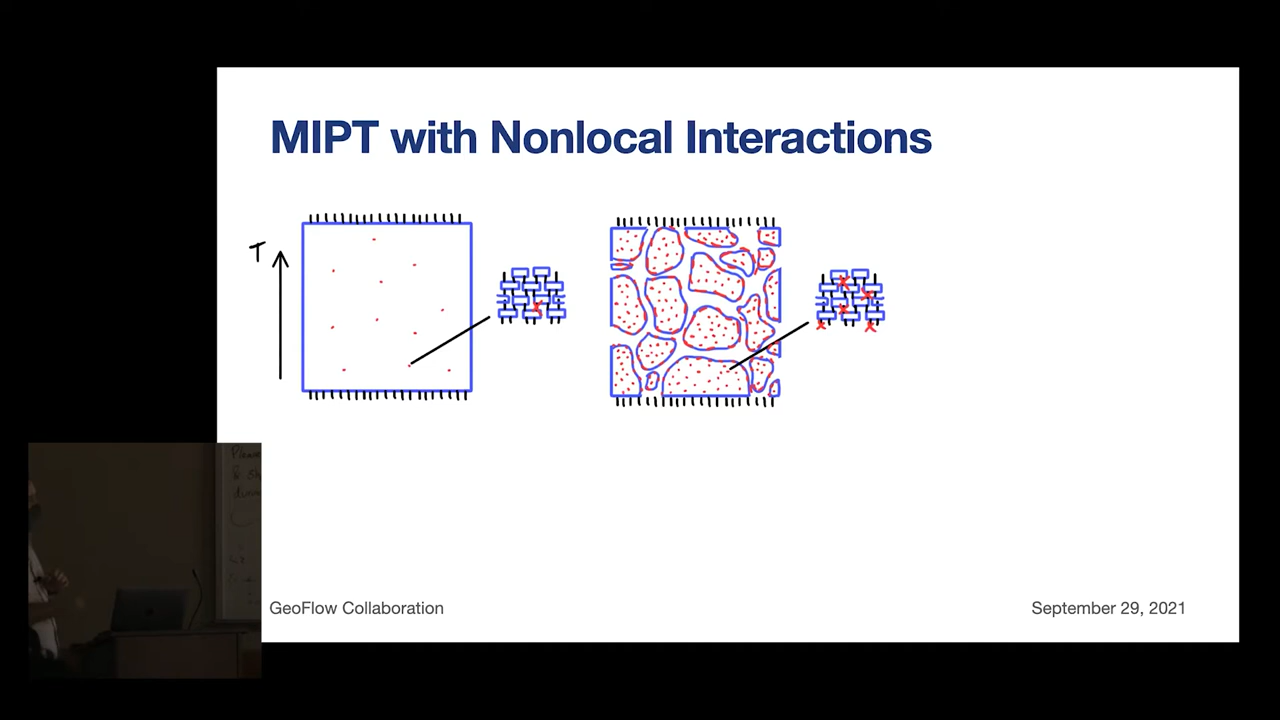 MIPT with Nonlocal Interactions
T
GeoFlow Collaboration
September 29, 2021